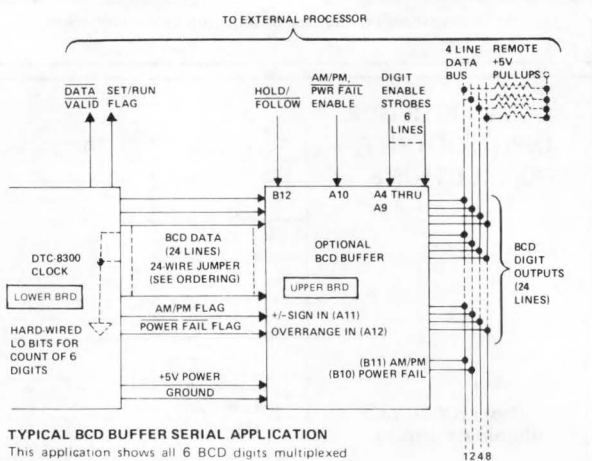 TO EXTERNAL PROCESSOR
DATA VALID
SET/RUN FLAG
HOLD/ FOLLOW
AM/PM, PWR FAIL ENABLE
DIGIT ENABLE STROBES 6 LINES
4 LINE DATA BUS
REMOTE +5V PULLUPS
B12
A10
A4 THRU A9
BCD DATA (24 LINES)
24-WIRE JUMPER (SEE ORDERING)
OPTIONAL BCD BUFFER
BCD DIGIT OUTPUTS (24 LINES)
DTC-8300 CLOCK
LOWER BRD
UPPER BRD
HARD-WIRED LO BITS FOR COUNT OF 6 DIGITS
AM/PM FLAG
+/-SIGN IN (A11)
POWER FAIL FLAG
OVERRANGE IN (A12)
(B11) AM/PM
(B10) POWER FAIL
+5V POWER
GROUND
TYPICAL BCD BUFFER SERIAL APPLICATION
This application shows all 6 BCD digits multiplexed
1248